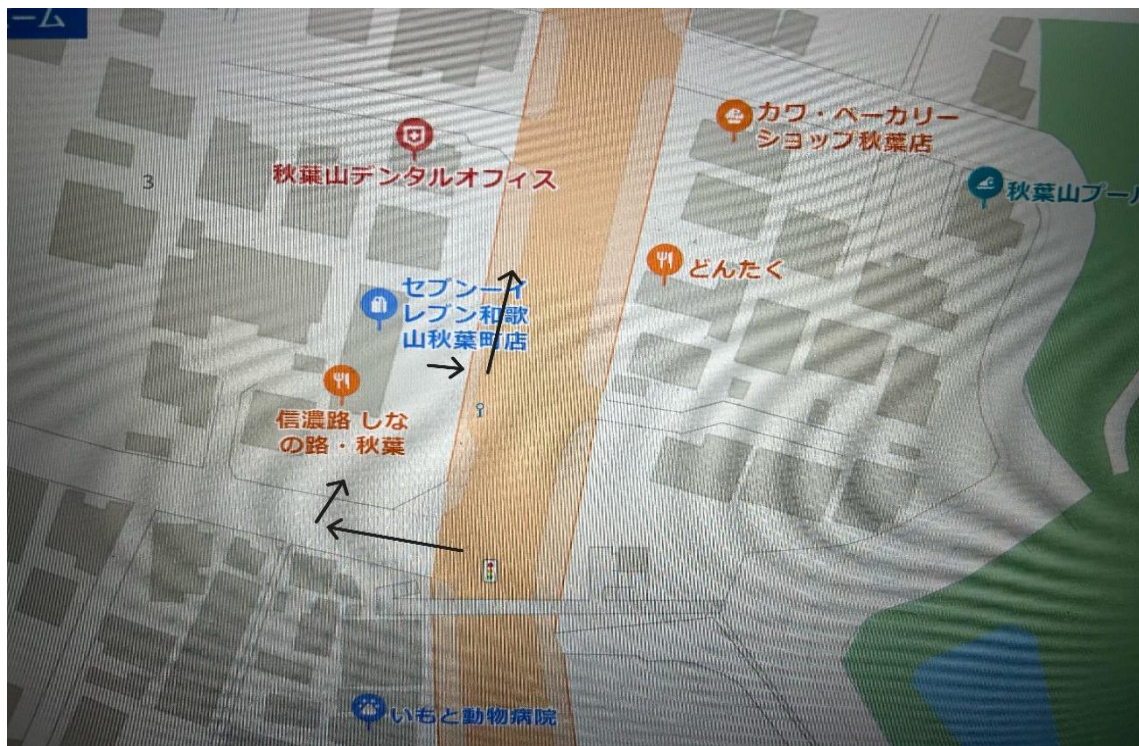 ーム
カワ・ベーカリー
ショップ秋葉店
秋葉山デンタルオフィス
3
秋葉山プール
どんたく
セブンーイ
レブン和歌
山秋葉町店
信濃路 しな
の路・秋葉
いもと動物病院